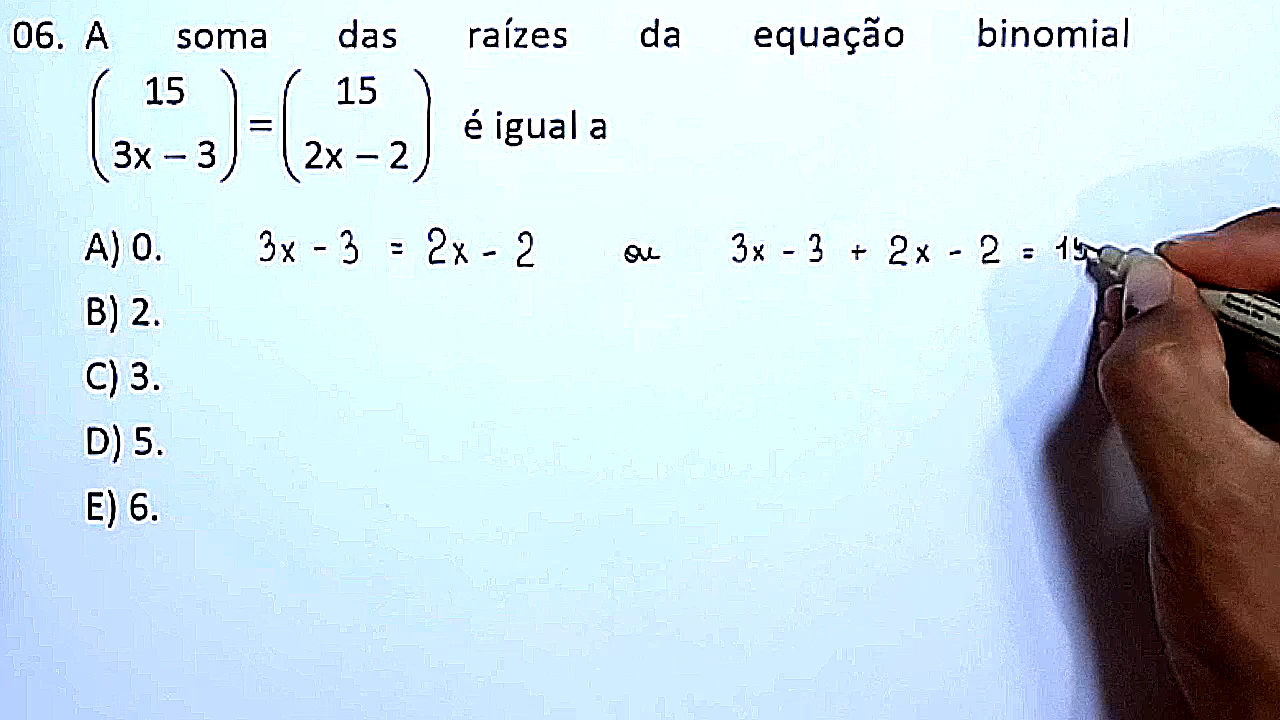 06. A soma das raízes da equação binomial
(15 3x – 3) = (15 2x – 2) é igual a
A) 0. 3x - 3 = 2x - 2 ou 3x - 3 + 2x - 2 = 15
B) 2.
C) 3.
D) 5.
E) 6.